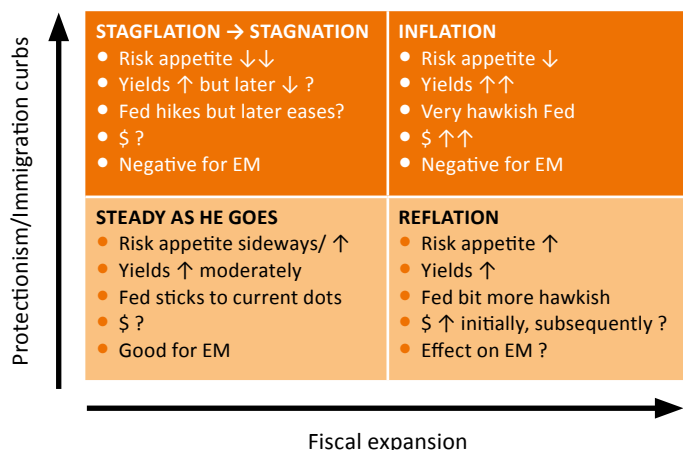 Protectionism/Immigration curbs
STAGFLATION → STAGNATION
• Risk appetite ↓↓
• Yields ↑ but later ↓ ?
• Fed hikes but later eases?
• $ ?
• Negative for EM
INFLATION
• Risk appetite ↓
• Yields ↑↑
• Very hawkish Fed
• $ ↑↑
• Negative for EM
STEADY AS HE GOES
• Risk appetite sideways/ ↑
• Yields ↑ moderately
• Fed sticks to current dots
• $ ?
• Good for EM
REFLATION
• Risk appetite ↑
• Yields ↑
• Fed bit more hawkish
• $ ↑ initially, subsequently ?
• Effect on EM ?
Fiscal expansion